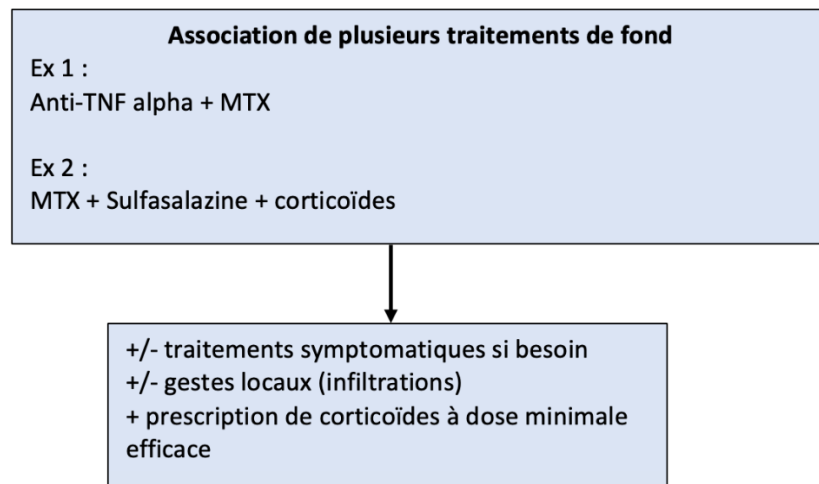 Association de plusieurs traitements de fond
Ex 1 :
Anti-TNF alpha + MTX
Ex 2 :
MTX + Sulfasalazine + corticoïdes
+/- traitements symptomatiques si besoin
+/- gestes locaux (infiltrations)
+ prescription de corticoïdes à dose minimale
efficace